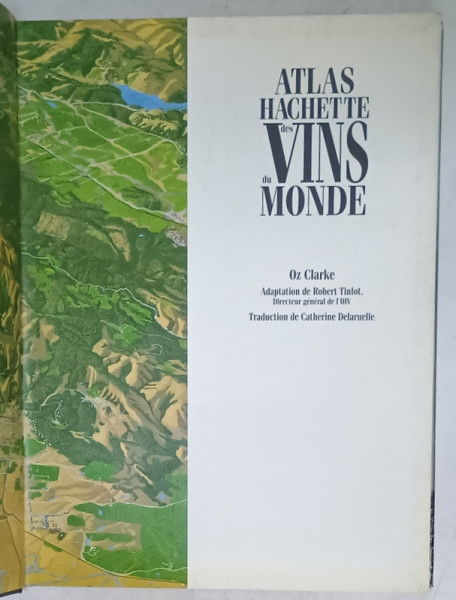 ATLAS
HACHETTE
des
VINS
du
MONDE
Oz Clarke
Adaptation de Robert Tinlot,
Directeur général de l'OIV
Traduction de Catherine Delaruelle